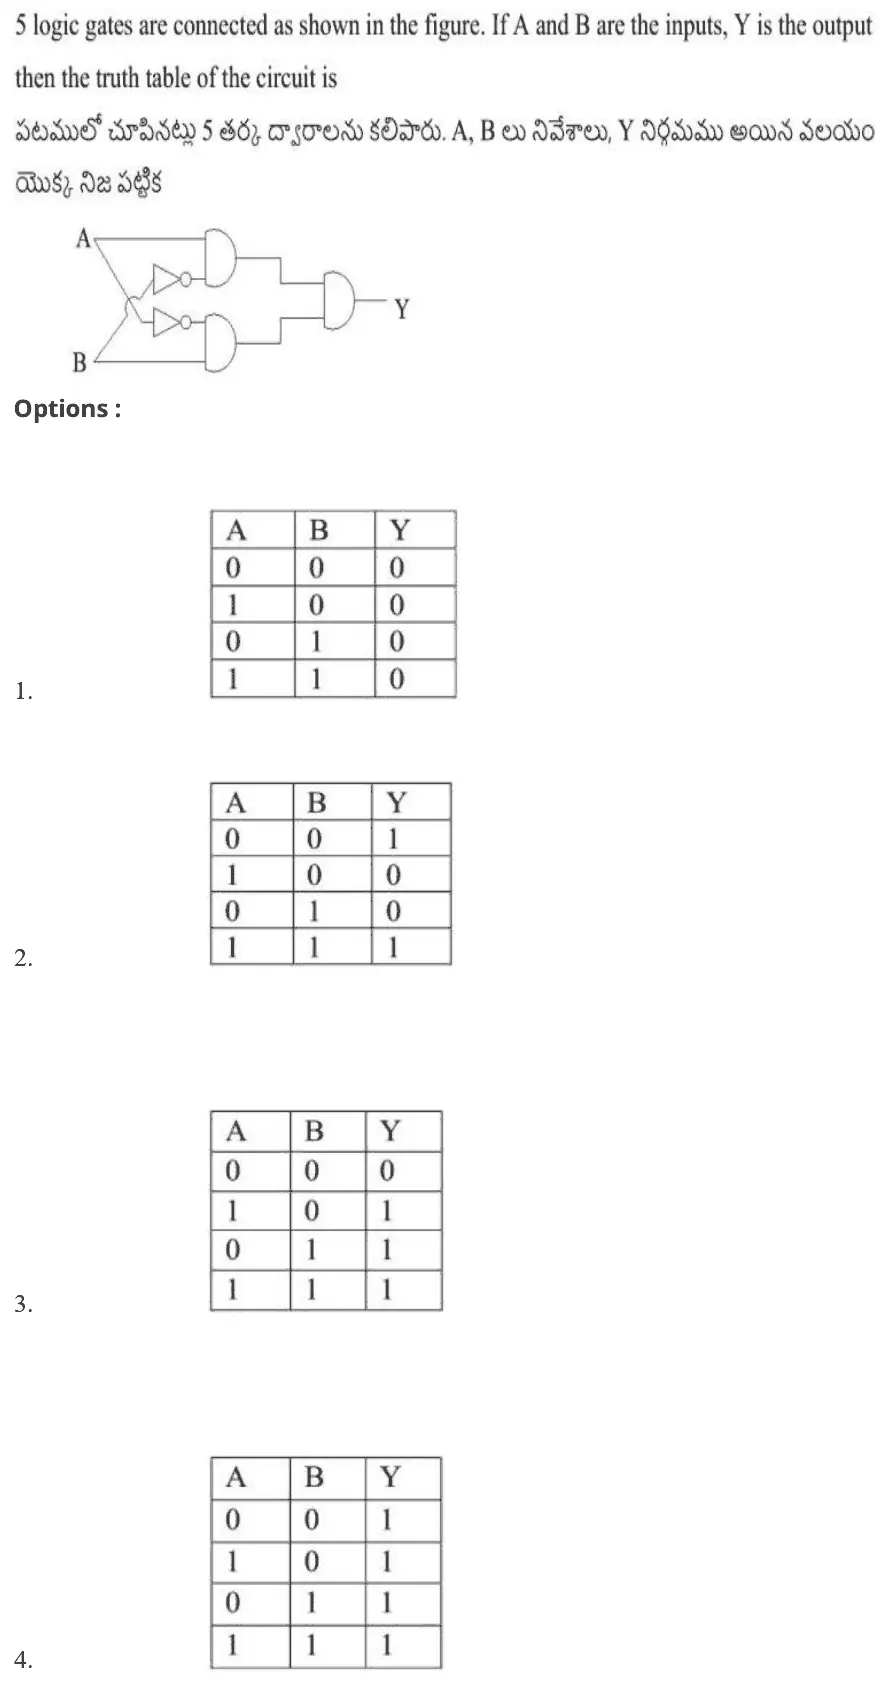 5 logic gates are connected as shown in the figure. If A and B are the inputs, Y is the output
then the truth table of the circuit is
పటములో చూపినట్లు 5 తర్క ద్వారాలను కలిపారు. A, B లు నివేశాలు, Y నిర్గమము అయిన వలయం
యొక్క నిజ పట్టిక
A
Y
B
Options :
A B Y
0 0 0
1 0 0
0 1 0
1 1 0
1.
A B Y
0 0 1
1 0 0
0 1 0
1 1 1
2.
A B Y
0 0 0
1 0 1
0 1 1
1 1 1
3.
A B Y
0 0 1
1 0 1
0 1 1
1 1 1
4.